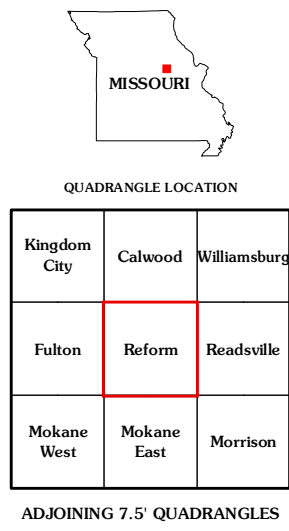 MISSOURI
QUADRANGLE LOCATION
Kingdom
City
Calwood
Williamsburg
Fulton
Reform
Readsville
Mokane
West
Mokane
East
Morrison
ADJOINING 7.5' QUADRANGLES